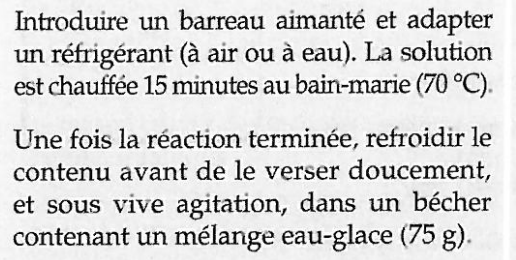 Introduire un barreau aimanté et adapter
un réfrigérant (à air ou à eau). La solution
est chauffée 15 minutes au bain-marie (70 °C).
Une fois la réaction terminée, refroidir le
contenu avant de le verser doucement,
et sous vive agitation, dans un bécher
contenant un mélange eau-glace (75 g).